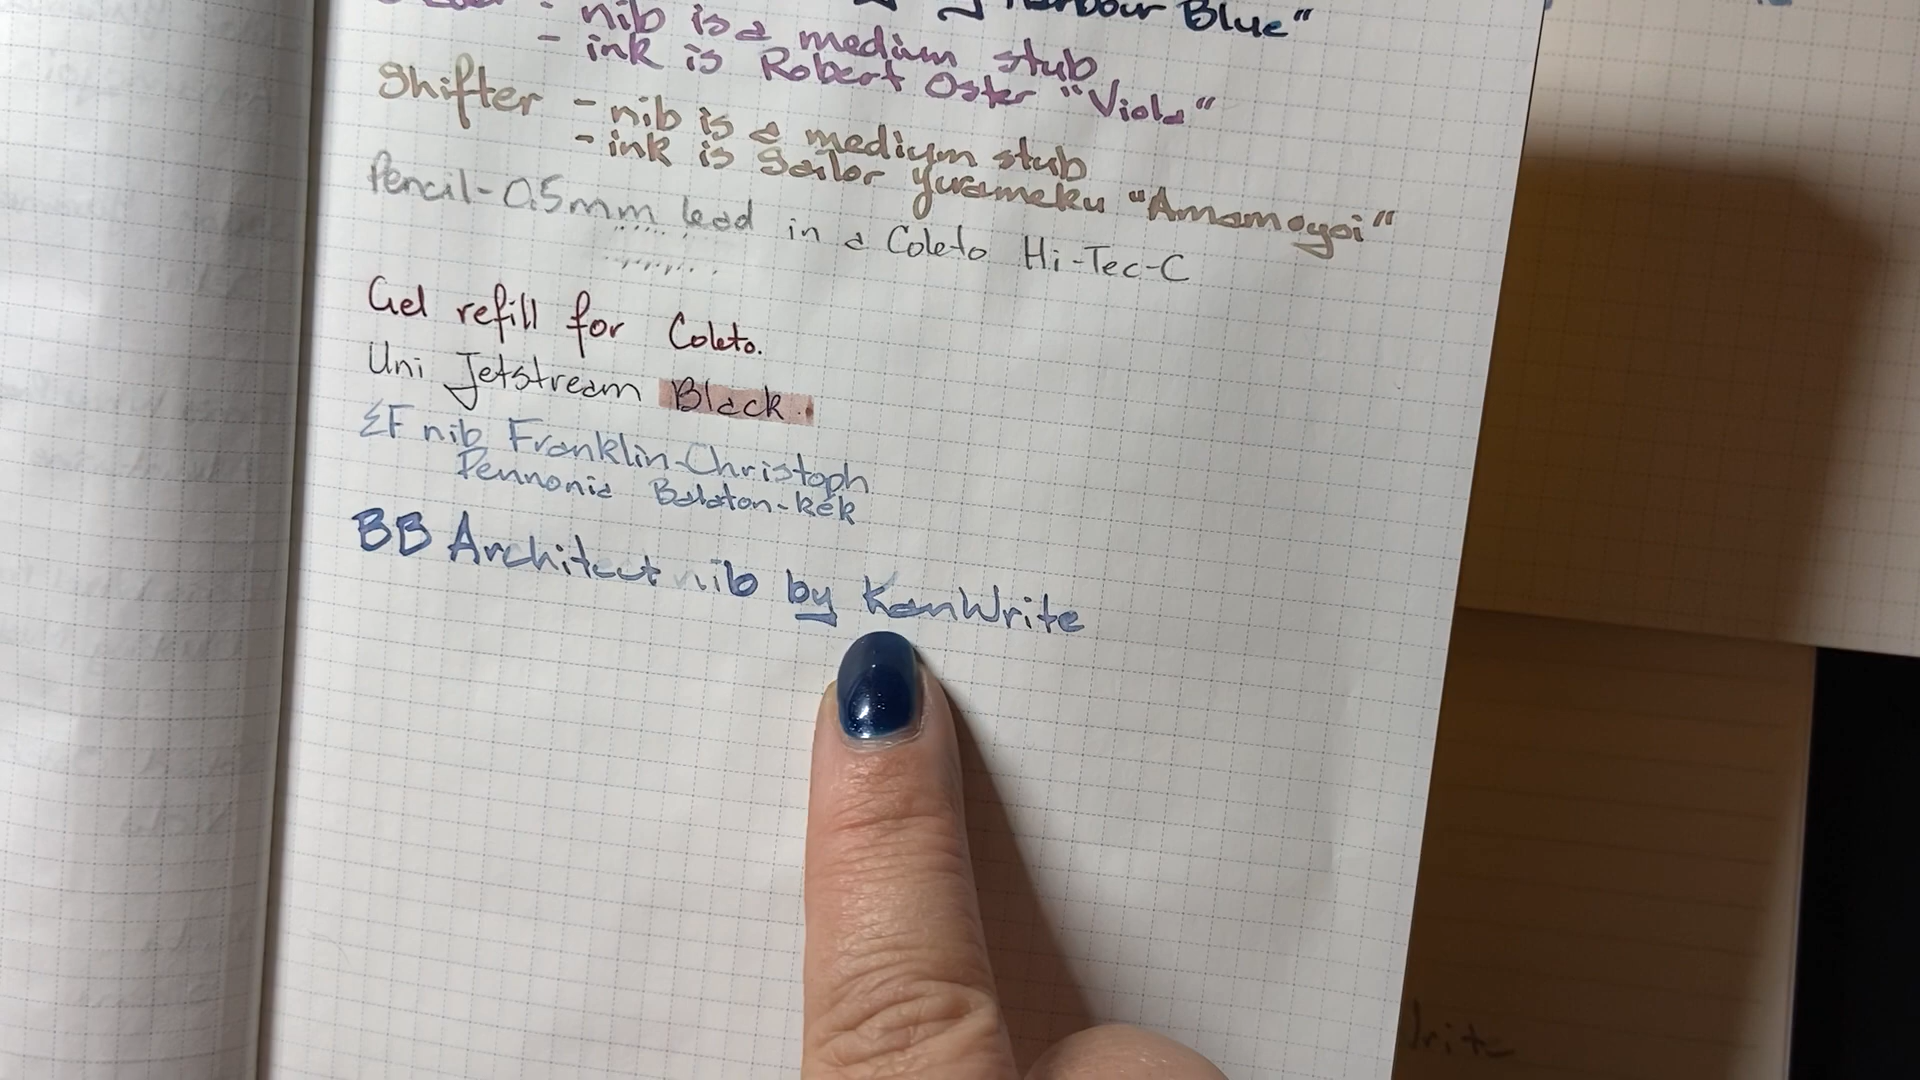 Harbour Blue"
- nib is a medium stub
- ink is Robert Oster "Viola"
Shifter - nib is a medium stub
- ink is Sailor yurameku "Amamoyoi"
Pencil - 0.5mm lead in a Coleto Hi-Tec-C
Gel refill for Coleto.
Uni Jetstream Black.
EF nib Franklin-Christoph
Pennonia Balaton-kék
BB Architect nib by KanWrite